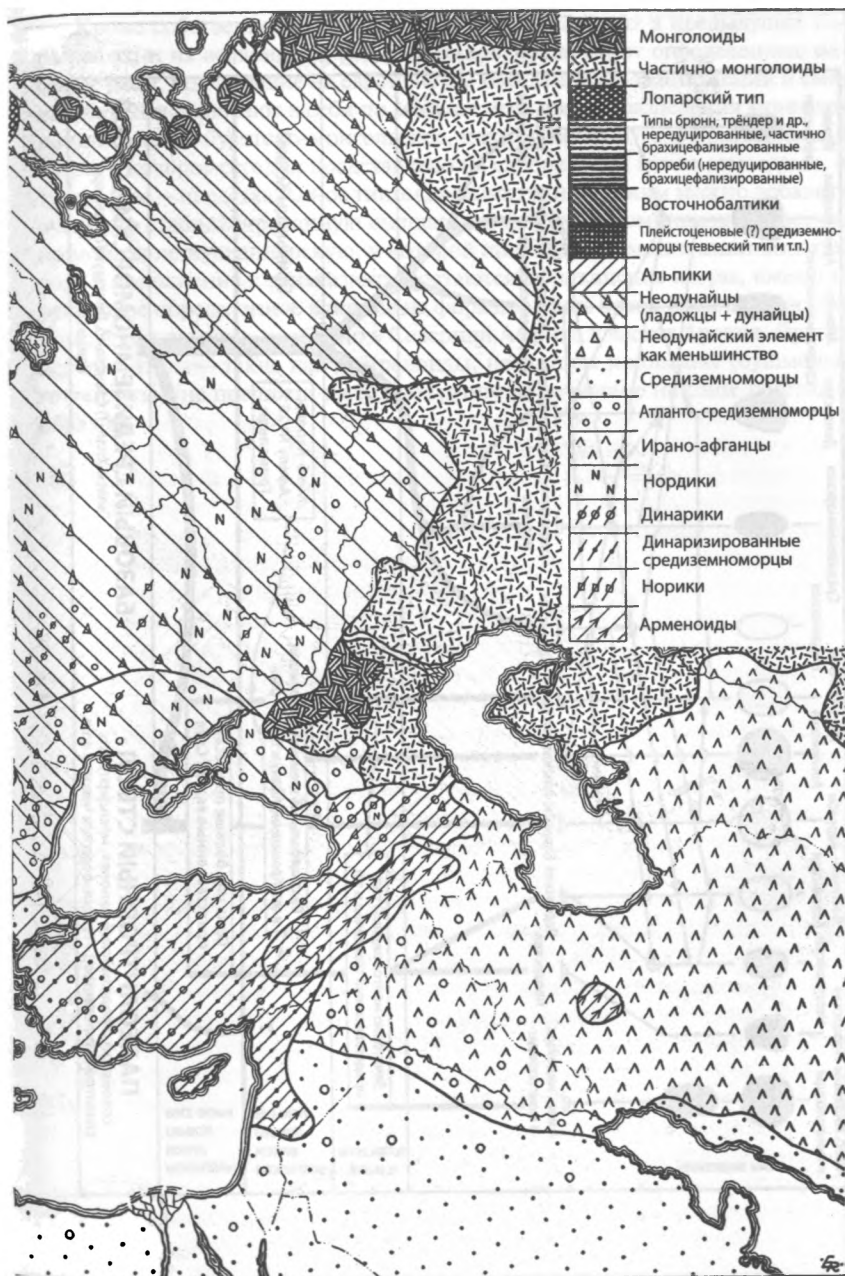 Монголоиды
Частично монголоиды
Лопарский тип
Типы брюнн, трёндер и др.,
нередуцированные, частично
брахицефализированные
Борреби (нередуцированные,
брахицефализированные)
Восточнобалтики
Плейстоценовые (?) средиземно-
морцы (тевьеский тип и т.п.)
Альпики
Неодунайцы
(ладожцы + дунайцы)
Неодунайский элемент
как меньшинство
Средиземноморцы
Атланто-средиземноморцы
Ирано-афганцы
Нордики
Динарики
Динаризированные
средиземноморцы
Норики
Арменоиды